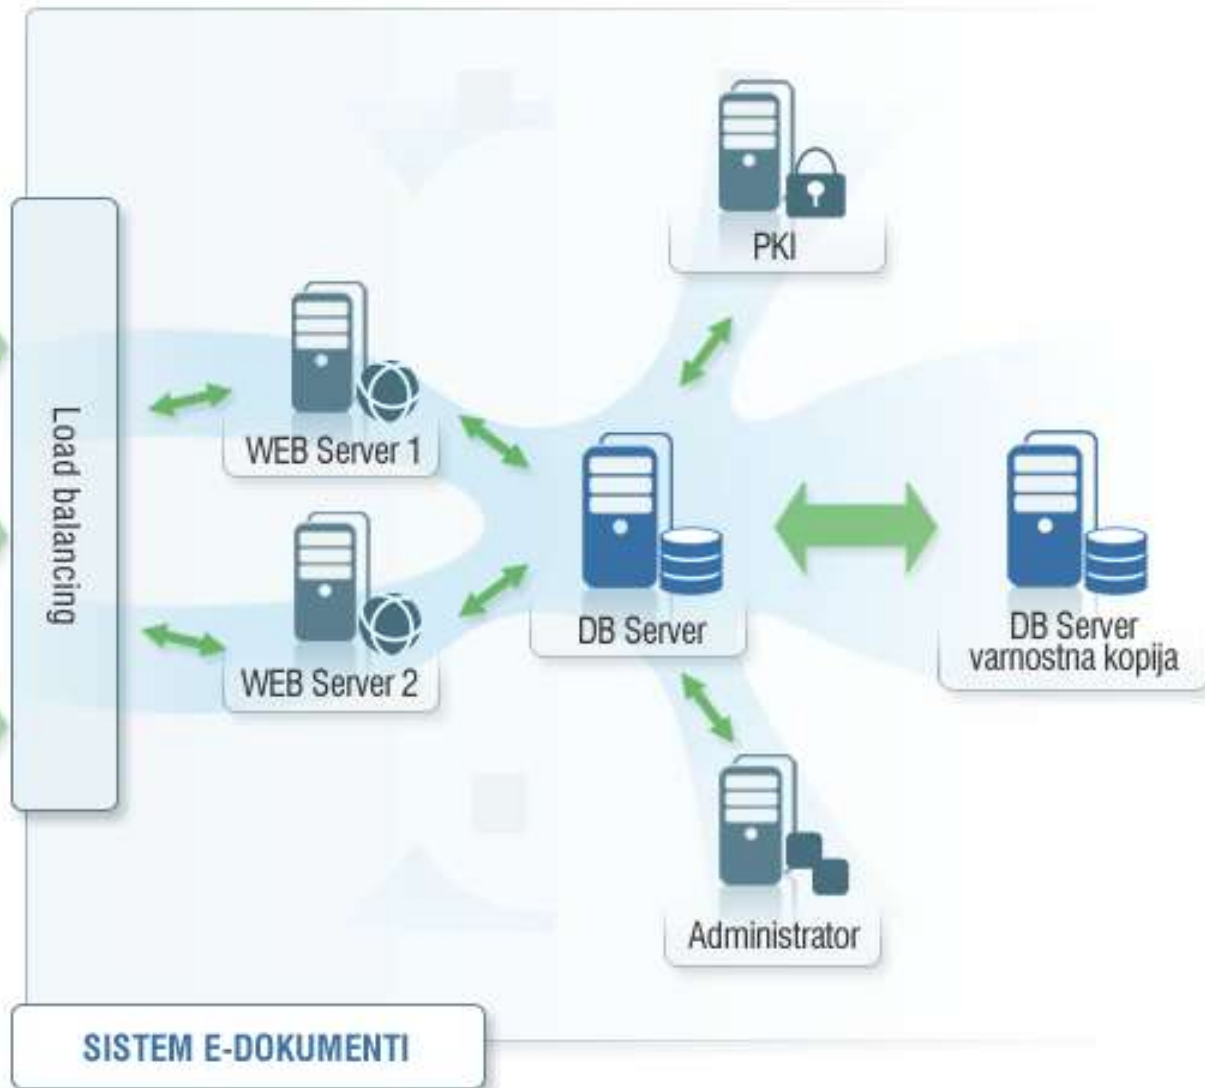 PKI
Load balancing
WEB Server 1
WEB Server 2
DB Server
DB Server
varnostna kopija
Administrator
SISTEM E-DOKUMENTI